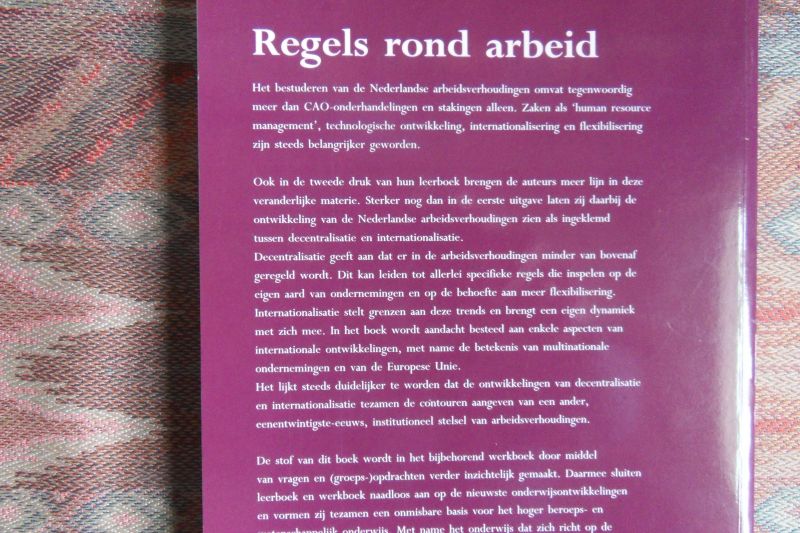 Regels rond arbeid
Het bestuderen van de Nederlandse arbeidsverhoudingen omvat tegenwoordig
meer dan CAO-onderhandelingen en stakingen alleen. Zaken als ‘human resource
management’, technologische ontwikkeling, internationalisering en flexibilisering
zijn steeds belangrijker geworden.
Ook in de tweede druk van hun leerboek brengen de auteurs meer lijn in deze
veranderlijke materie. Sterker nog dan in de eerste uitgave laten zij daarbij de
ontwikkeling van de Nederlandse arbeidsverhoudingen zien als ingeklemd
tussen decentralisatie en internationalisatie.
Decentralisatie geeft aan dat er in de arbeidsverhoudingen minder van bovenaf
geregeld wordt. Dit kan leiden tot allerlei specifieke regels die inspelen op de
eigen aard van ondernemingen en op de behoefte aan meer flexibilisering.
Internationalisatie stelt grenzen aan deze trends en brengt een eigen dynamiek
met zich mee. In het boek wordt aandacht besteed aan enkele aspecten van
internationale ontwikkelingen, met name de betekenis van multinationale
ondernemingen en van de Europese Unie.
Het lijkt steeds duidelijker te worden dat de ontwikkelingen van decentralisatie
en internationalisatie tezamen de contouren aangeven van een ander,
eenentwintigste-eeuws, institutioneel stelsel van arbeidsverhoudingen.
De stof van dit boek wordt in het bijbehorend werkboek door middel
van vragen en (groeps-)opdrachten verder inzichtelijk gemaakt. Daarmee sluiten
leerboek en werkboek naadloos aan op de nieuwste onderwijsontwikkelingen
en vormen zij tezamen een onmisbare basis voor het hoger beroeps- en
wetenschappelijk onderwijs. Met name het onderwijs dat zich richt op de